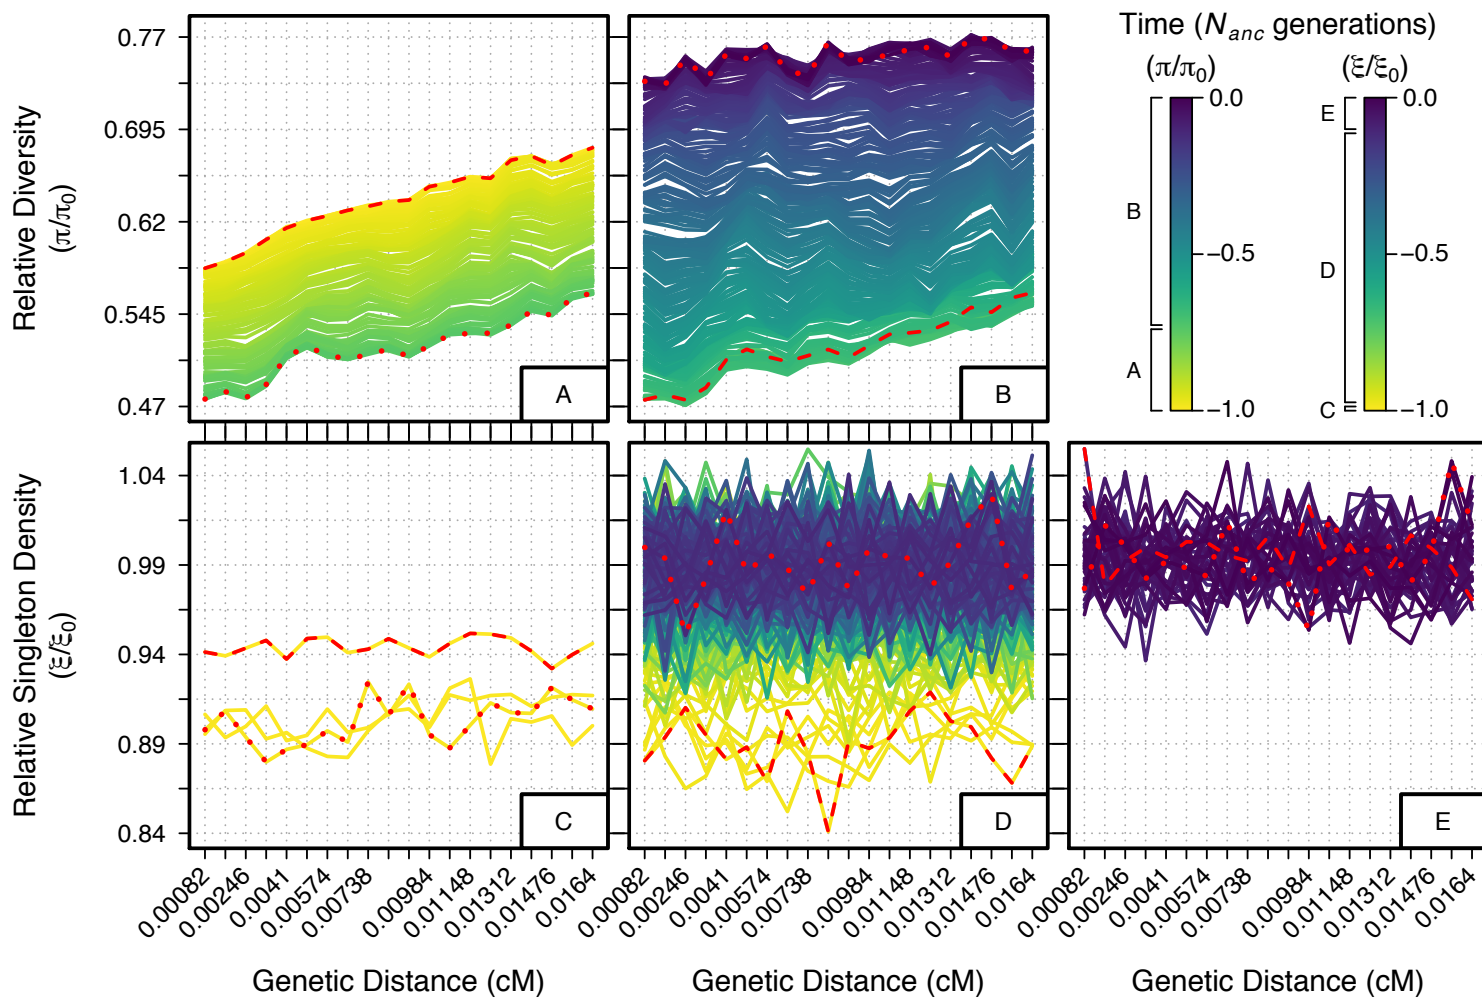 Time (N_anc generations)
(π/π₀)
(ξ/ξ₀)
0.0
−0.5
−1.0
B
A
0.0
−0.5
−1.0
E
D
C
Relative Diversity
(π/π₀)
0.77
0.695
0.62
0.545
0.47
A
B
Relative Singleton Density
(ξ/ξ₀)
1.04
0.99
0.94
0.89
0.84
C
D
E
0.00082
0.00246
0.0041
0.00574
0.00738
0.00984
0.01148
0.01312
0.01476
0.0164
0.00082
0.00246
0.0041
0.00574
0.00738
0.00984
0.01148
0.01312
0.01476
0.0164
0.00082
0.00246
0.0041
0.00574
0.00738
0.00984
0.01148
0.01312
0.01476
0.0164
Genetic Distance (cM)
Genetic Distance (cM)
Genetic Distance (cM)